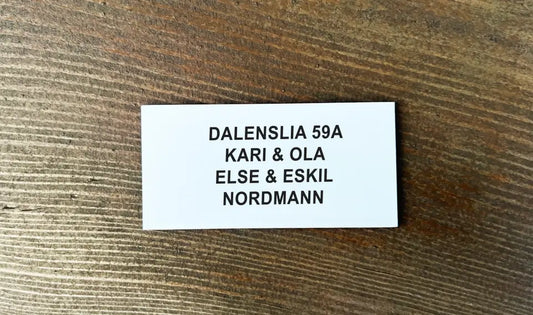 DALENSLIA 59A
KARI & OLA
ELSE & ESKIL
NORDMANN